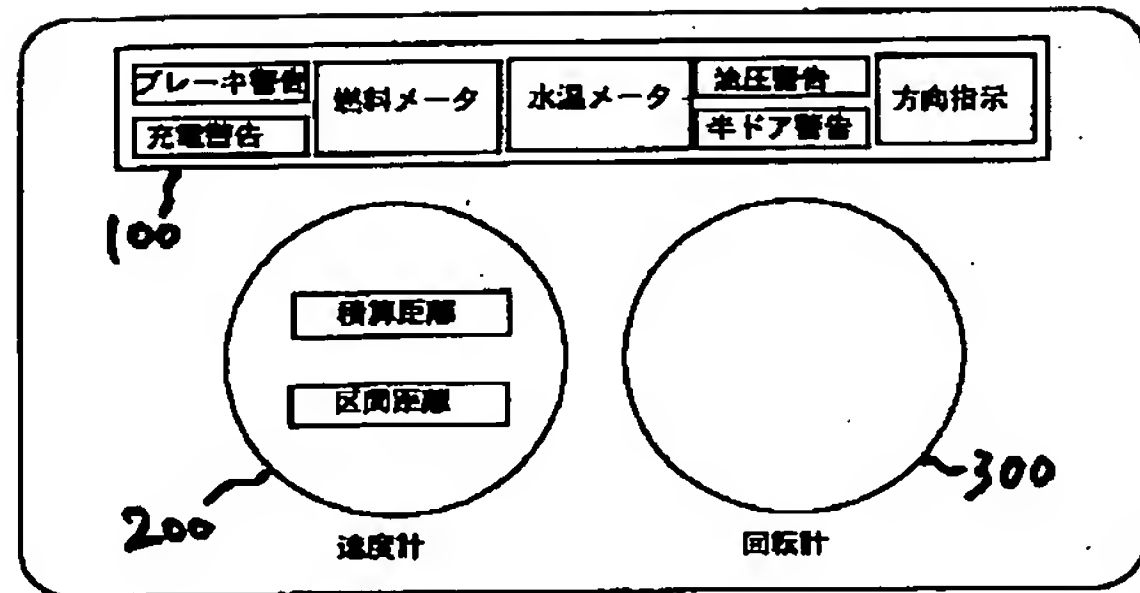 ブレーキ警告
充電警告
燃料メータ
水温メータ
油圧警告
半ドア警告
方向指示
100
積算距離
区間距離
200
300
速度計
回転計